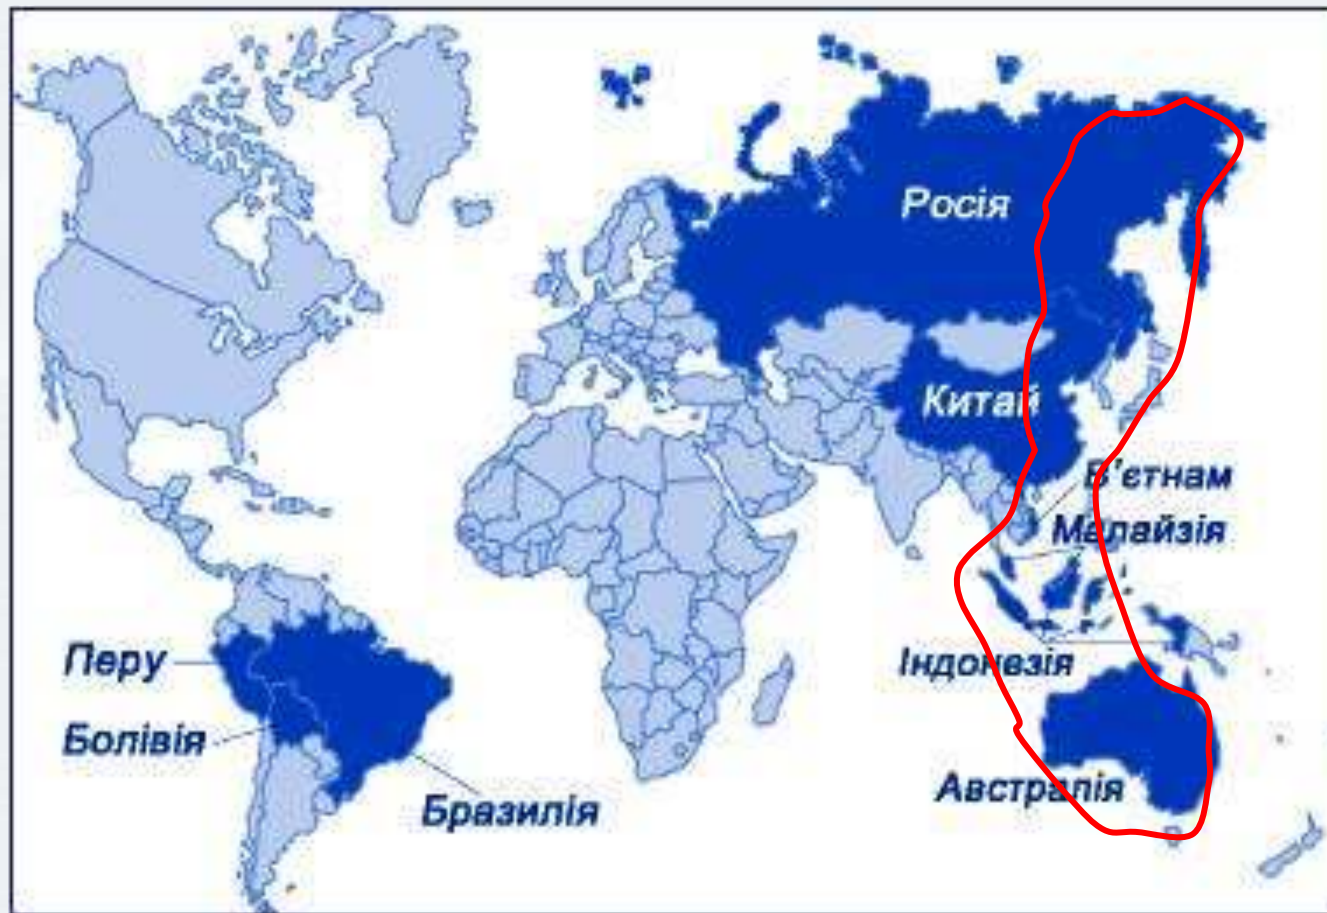 Росія
Китай
В'єтнам
Малайзія
Перу
Індонезія
Болівія
Австралія
Бразилія